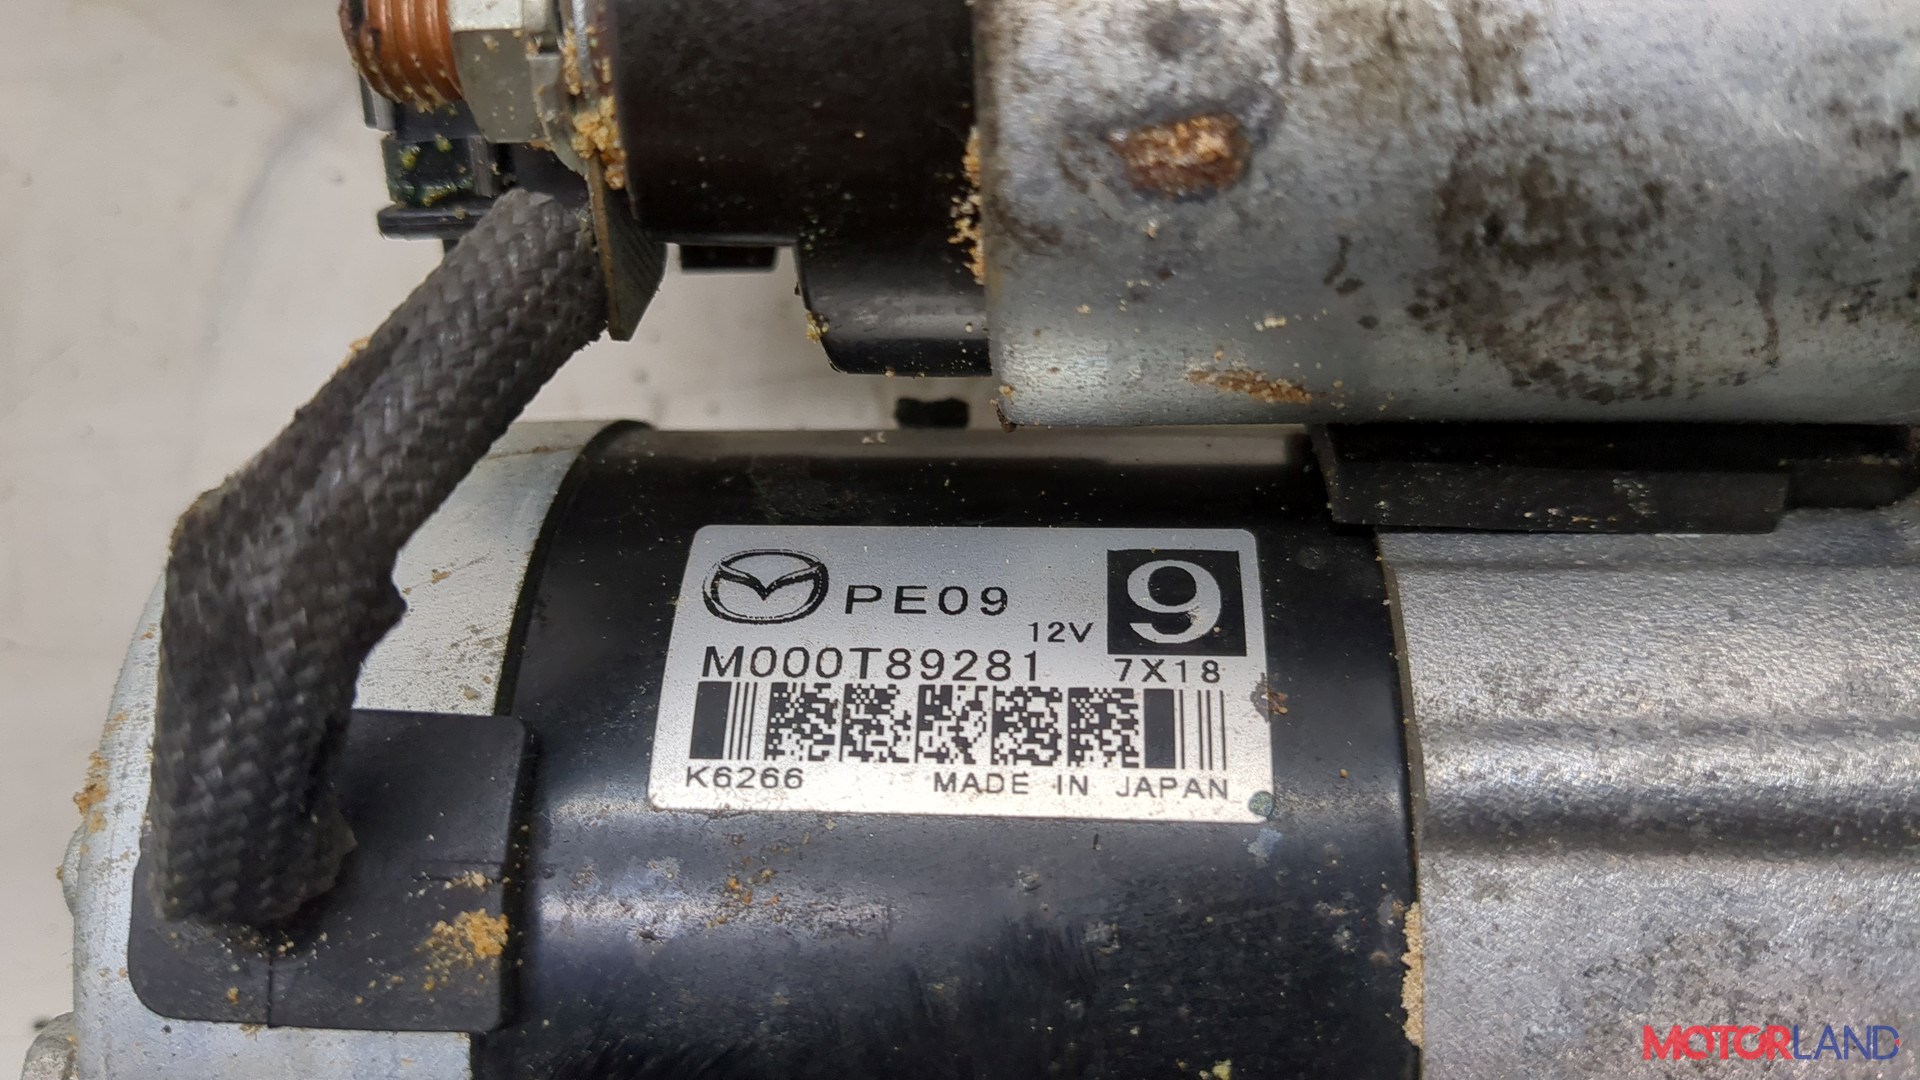 PE09
9
12V
M000T89281
7X18
K6266
MADE IN JAPAN
MOTORLAND